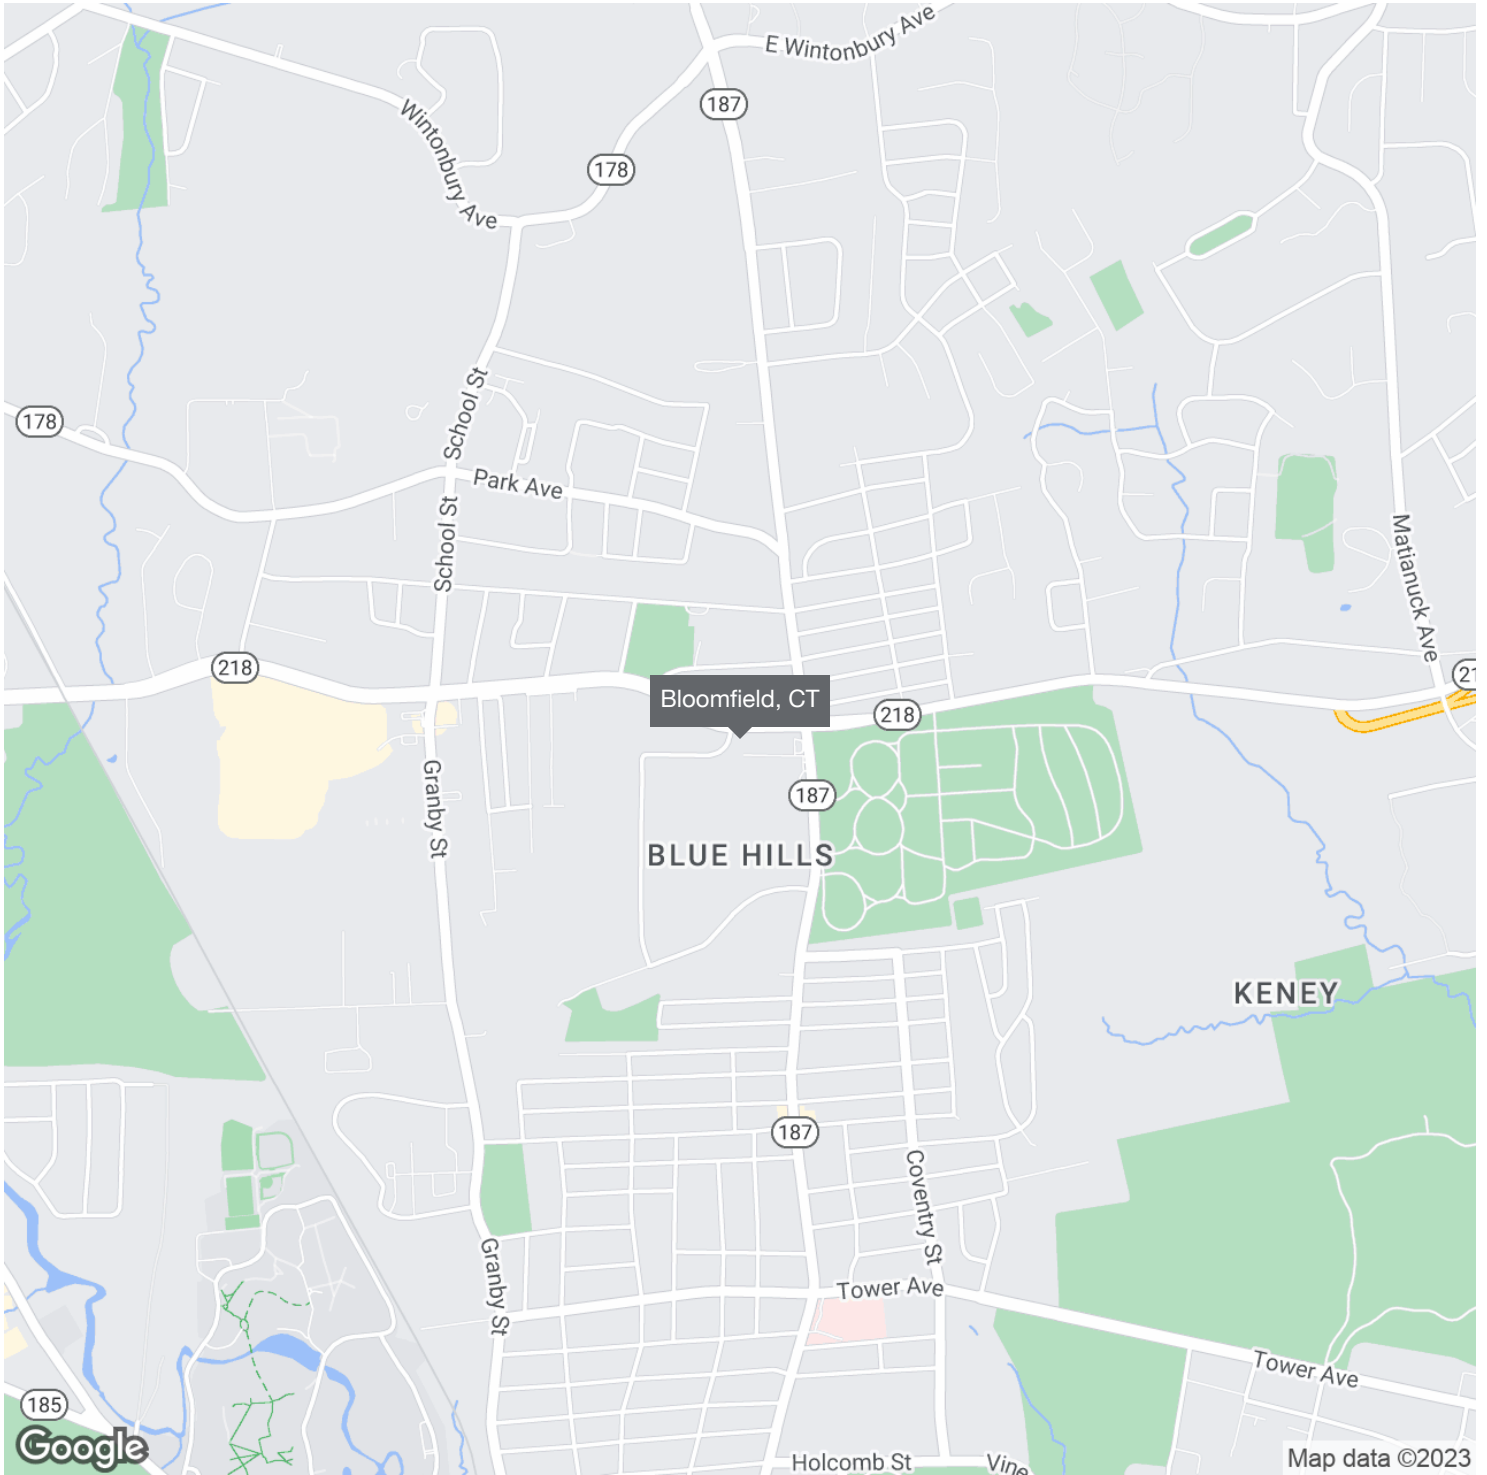 E Wintonbury Ave
187
Wintonbury Ave
178
School St
178
Park Ave
School St
Matianuck Ave
218
21
Bloomfield, CT
218
Granby St
187
BLUE HILLS
KENEY
187
Coventry St
Granby St
Tower Ave
Tower Ave
185
Google
Holcomb St
Vine
Map data ©2023